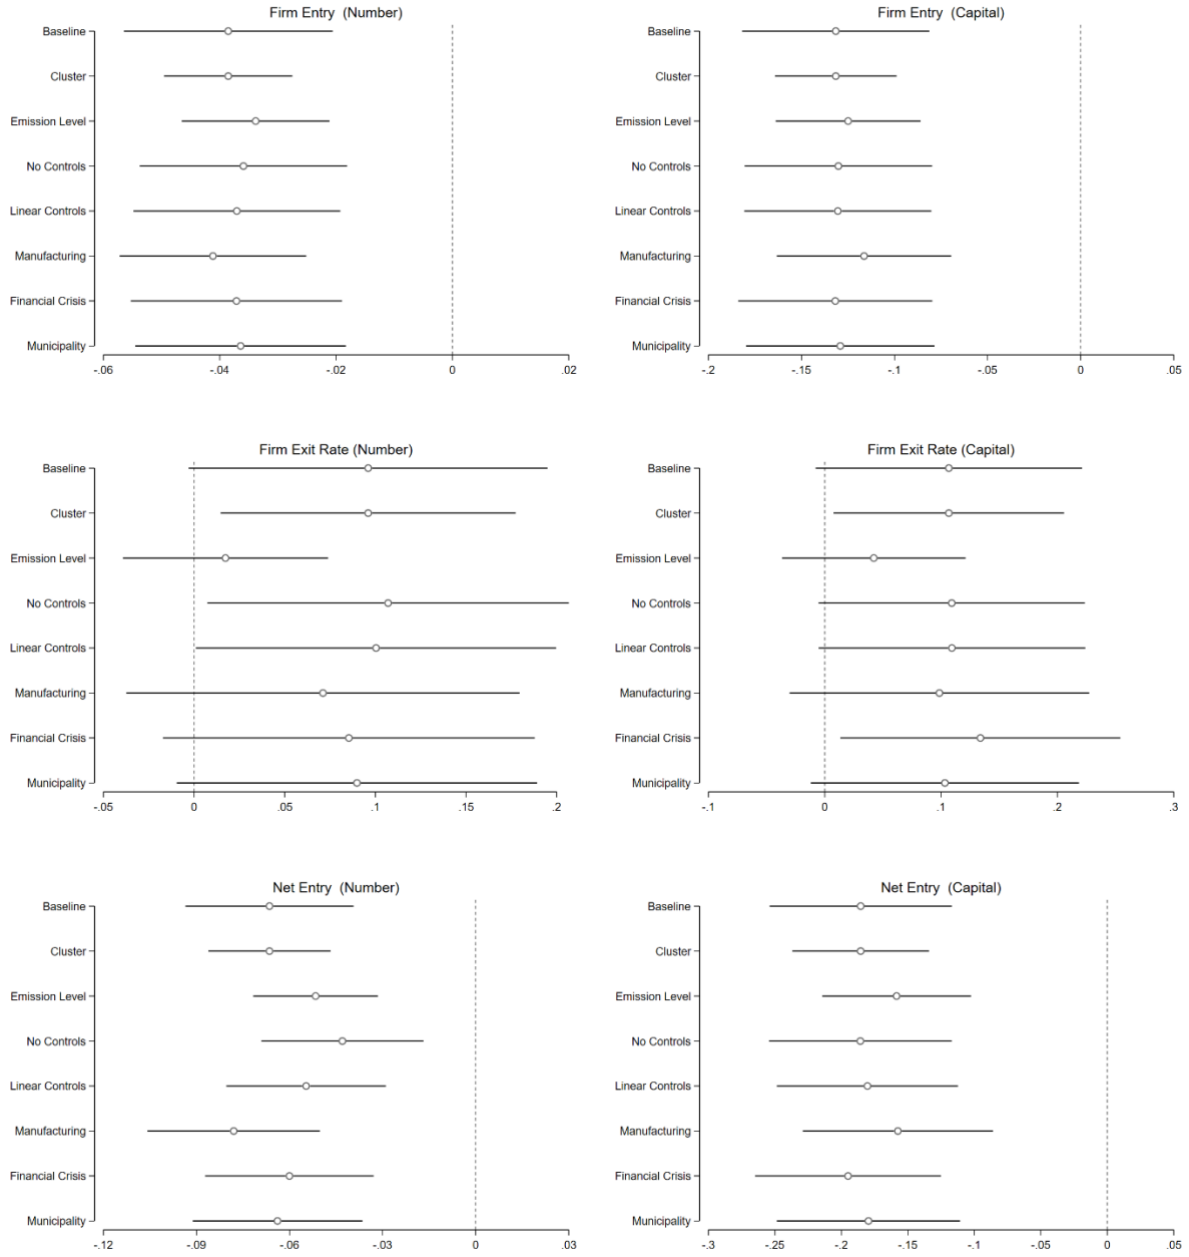 Firm Entry (Number)
Baseline
Cluster
Emission Level
No Controls
Linear Controls
Manufacturing
Financial Crisis
Municipality
-.06 -.04 -.02 0 .02
Firm Entry (Capital)
Baseline
Cluster
Emission Level
No Controls
Linear Controls
Manufacturing
Financial Crisis
Municipality
-.2 -.15 -.1 -.05 0 .05
Firm Exit Rate (Number)
Baseline
Cluster
Emission Level
No Controls
Linear Controls
Manufacturing
Financial Crisis
Municipality
-.05 0 .05 .1 .15 .2
Firm Exit Rate (Capital)
Baseline
Cluster
Emission Level
No Controls
Linear Controls
Manufacturing
Financial Crisis
Municipality
-.1 0 .1 .2 .3
Net Entry (Number)
Baseline
Cluster
Emission Level
No Controls
Linear Controls
Manufacturing
Financial Crisis
Municipality
-.12 -.09 -.06 -.03 0 .03
Net Entry (Capital)
Baseline
Cluster
Emission Level
No Controls
Linear Controls
Manufacturing
Financial Crisis
Municipality
-.3 -.25 -.2 -.15 -.1 -.05 0 .05